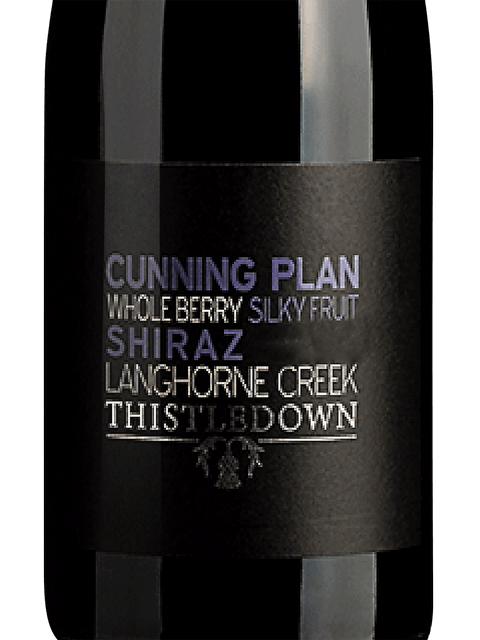 CUNNING PLAN
WHOLE BERRY SILKY FRUIT
SHIRAZ
LANGHORNE CREEK
THISTLEDOWN